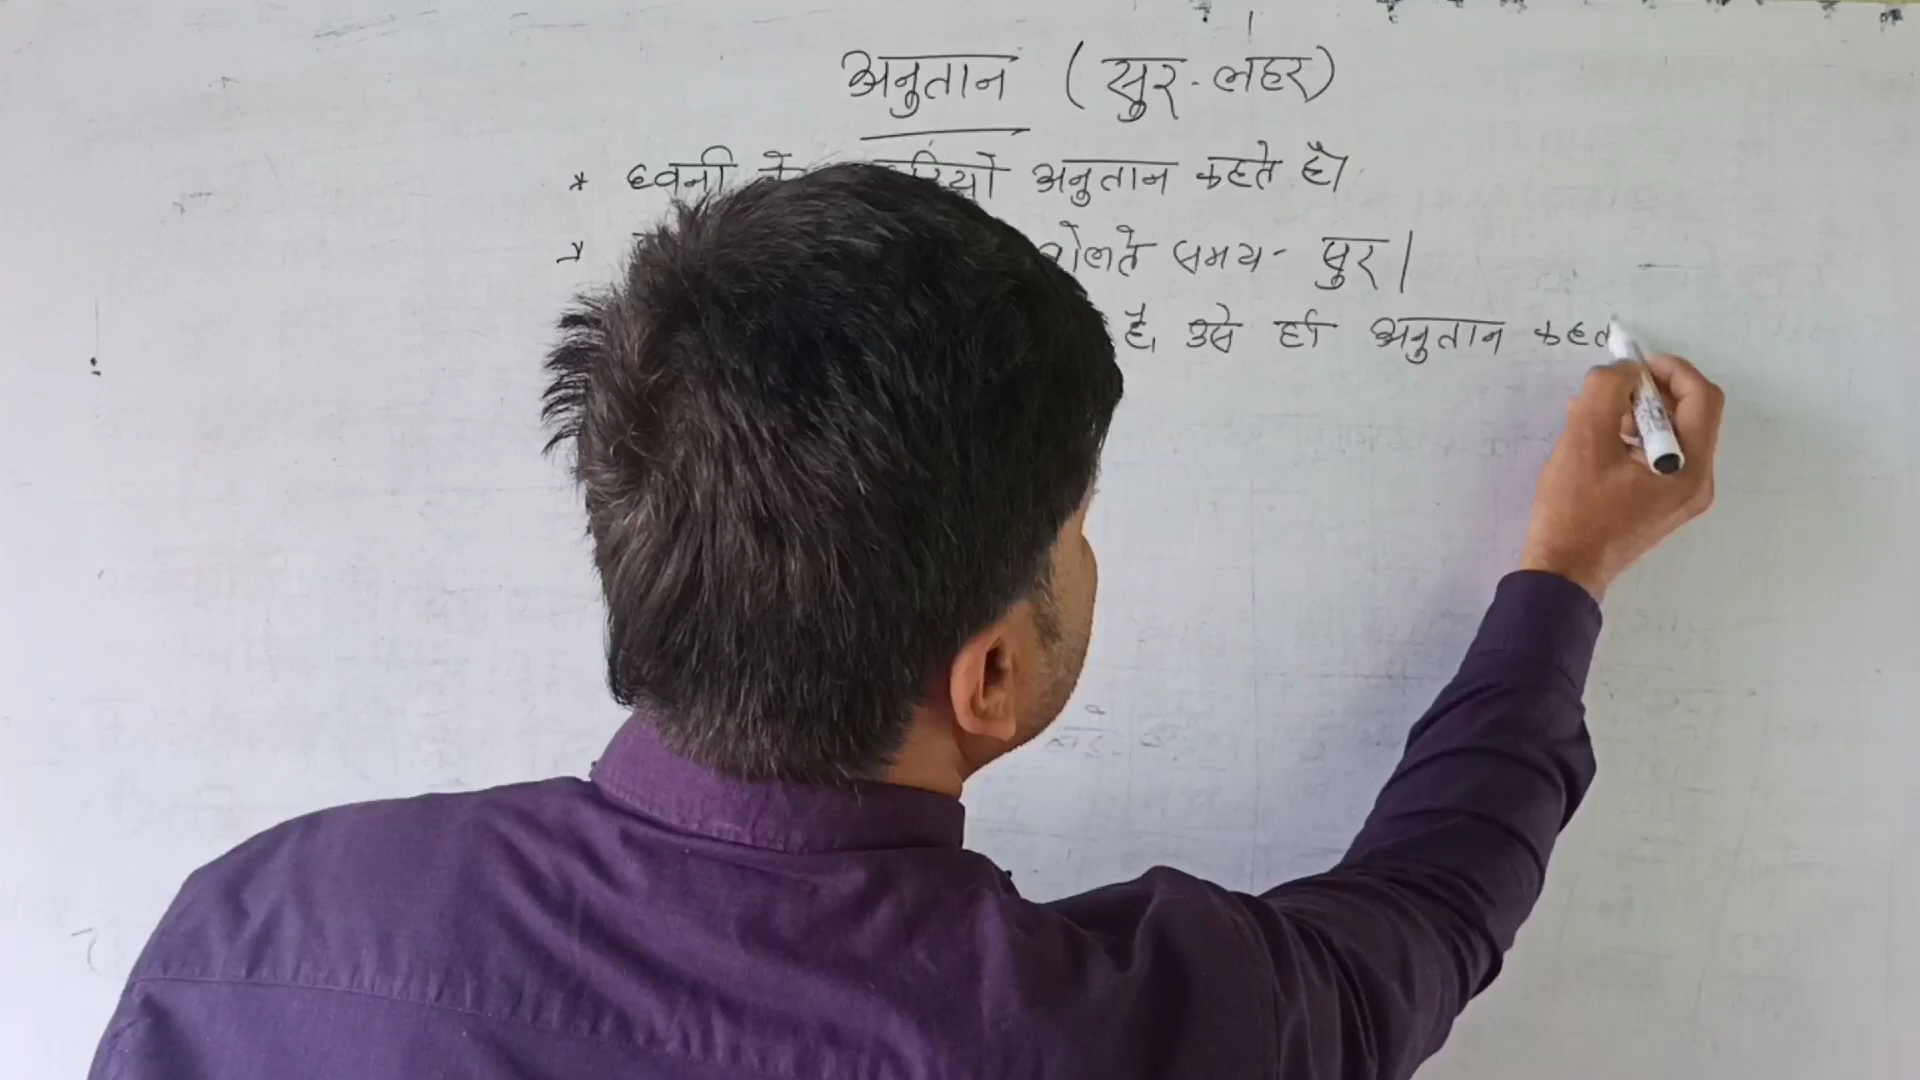 अनुतान (सुर-लहर)
* ध्वनी के अनुतान कहते है।
* बोलते समय- सुर।
है, उसे ही अनुतान कहत